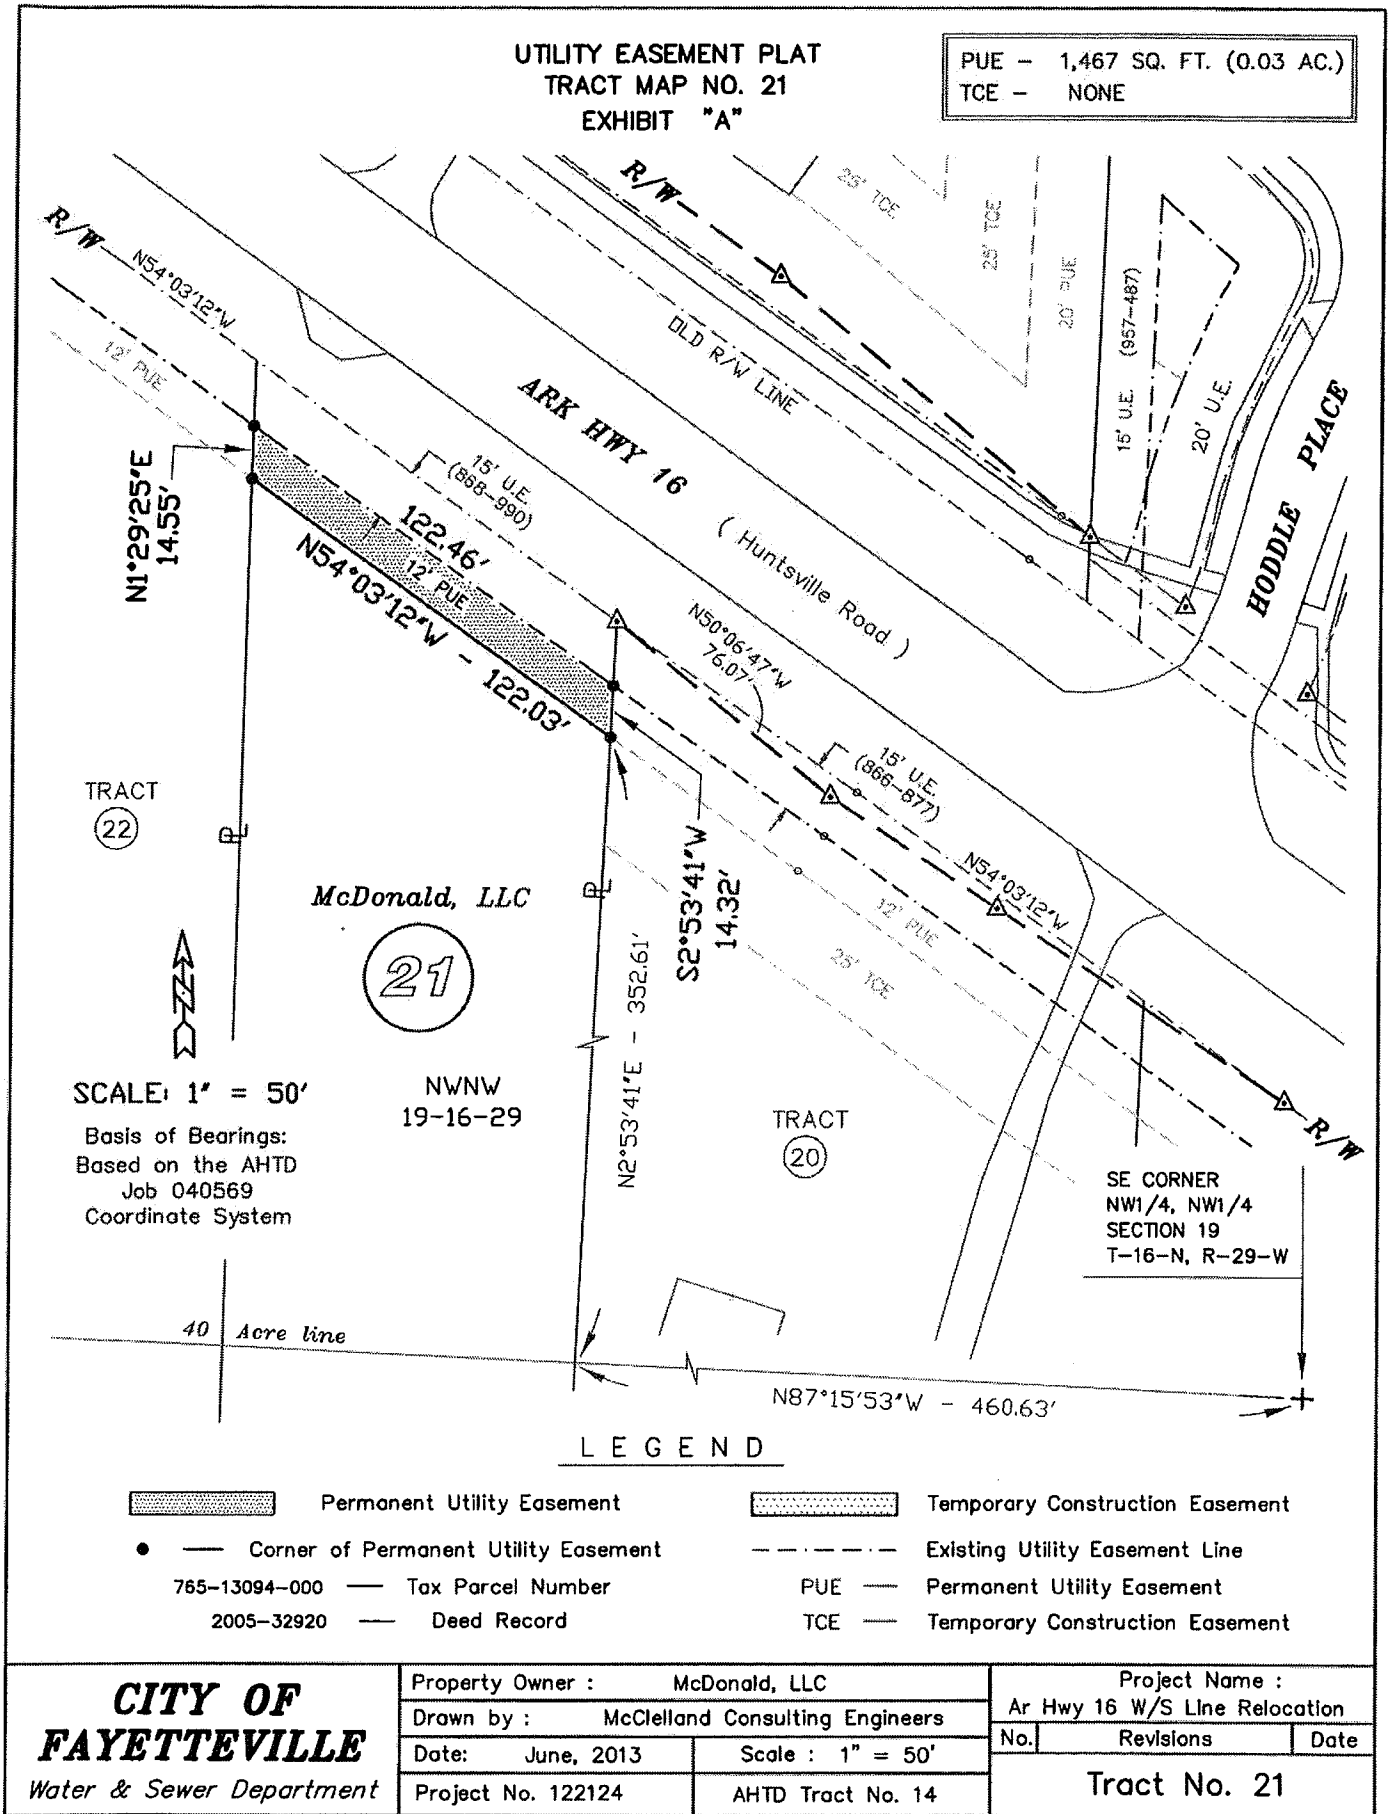 UTILITY EASEMENT PLAT
TRACT MAP NO. 21
EXHIBIT "A"
PUE - 1,467 SQ. FT. (0.03 AC.)
TCE - NONE
R/W
R/W
N54°03'12"W
12' PUE
OLD R/W LINE
25' TCE
25' TCE
20' PUE
15' U.E. (957-487)
20' U.E.
HODDLE PLACE
ARK HWY 16
( Huntsville Road )
N1°29'25"E
14.55'
15' U.E.
(868-990)
122.46'
12' PUE
N54°03'12"W - 122.03'
N50°06'47"W
76.07'
15' U.E.
(866-877)
N54°03'12"W
12' PUE
25' TCE
TRACT
22
PL
PL
McDonald, LLC
21
S2°53'41"W
14.32'
N2°53'41"E - 352.61'
N
SCALE: 1" = 50'
NWNW
19-16-29
Basis of Bearings:
Based on the AHTD
Job 040569
Coordinate System
TRACT
20
R/W
SE CORNER
NW1/4, NW1/4
SECTION 19
T-16-N, R-29-W
40 Acre line
N87°15'53"W - 460.63'
LEGEND
Permanent Utility Easement
Temporary Construction Easement
Corner of Permanent Utility Easement
Existing Utility Easement Line
765-13094-000 — Tax Parcel Number
PUE — Permanent Utility Easement
2005-32920 — Deed Record
TCE — Temporary Construction Easement
CITY OF
FAYETTEVILLE
Water & Sewer Department
Property Owner : McDonald, LLC
Drawn by : McClelland Consulting Engineers
Date: June, 2013
Scale : 1" = 50'
Project No. 122124
AHTD Tract No. 14
Project Name :
Ar Hwy 16 W/S Line Relocation
No. Revisions Date
Tract No. 21